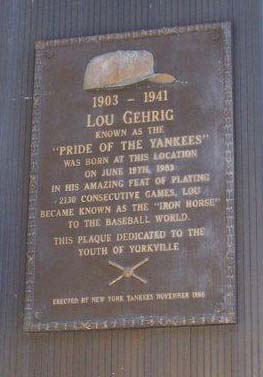 1903 - 1941
LOU GEHRIG
KNOWN AS THE
"PRIDE OF THE YANKEES"
WAS BORN AT THIS LOCATION
ON JUNE 19TH, 1903
IN HIS AMAZING FEAT OF PLAYING
2130 CONSECUTIVE GAMES, LOU
BECAME KNOWN AS THE "IRON HORSE"
TO THE BASEBALL WORLD.
THIS PLAQUE DEDICATED TO THE
YOUTH OF YORKVILLE
ERECTED BY NEW YORK YANKEES NOVEMBER